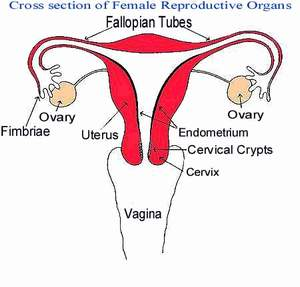 Cross section of Female Reproductive Organs
Fallopian Tubes
Ovary
Ovary
Fimbriae
Uterus
Endometrium
Cervical Crypts
Cervix
Vagina